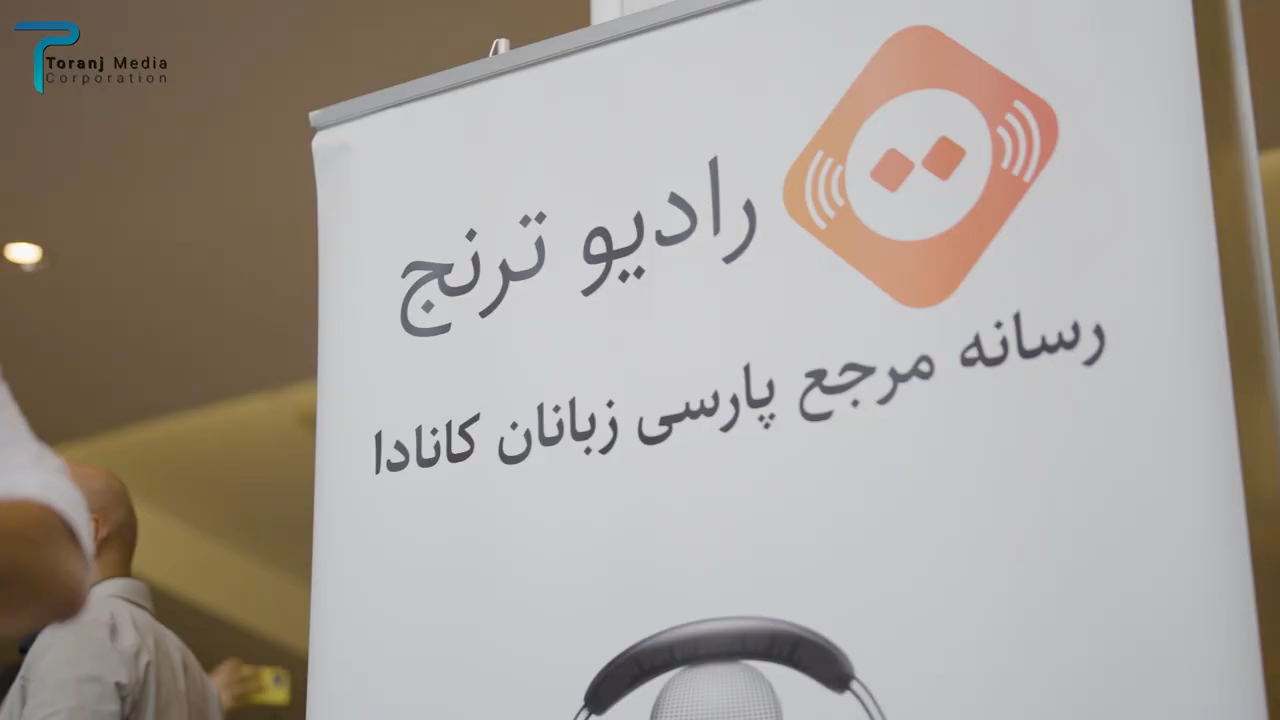 Toranj Media
Corporation
رادیو ترنج
رسانه مرجع پارسی زبانان کانادا